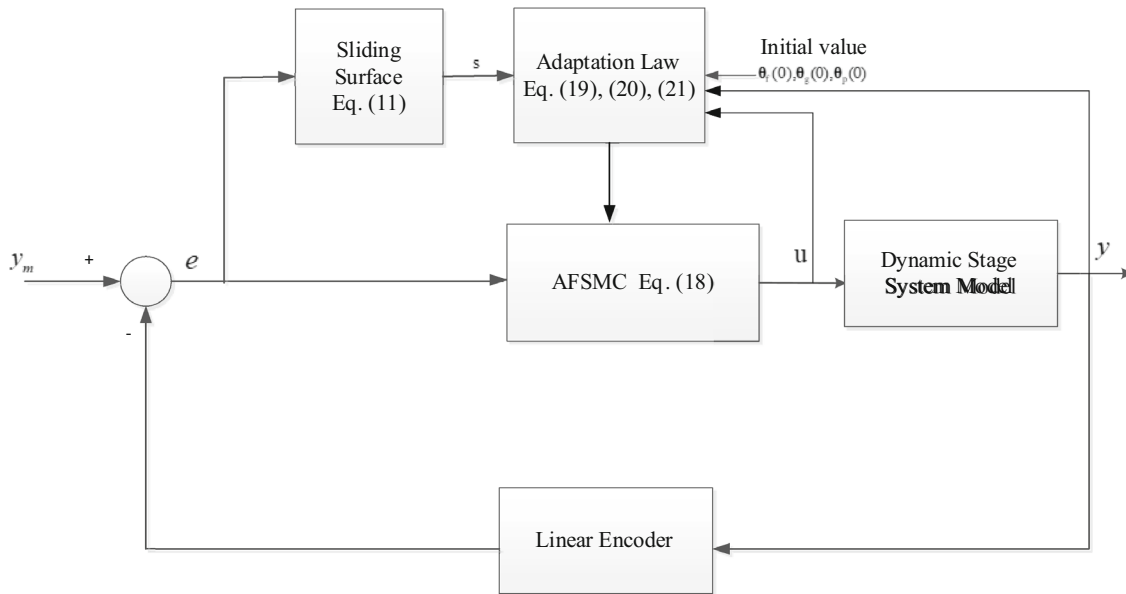 Sliding
Surface
Eq. (11)
s
Adaptation Law
Eq. (19), (20), (21)
Initial value
θf(0),θg(0),θp(0)
ym
+
-
e
AFSMC Eq. (18)
u
Dynamic Stage
System Model
y
Linear Encoder